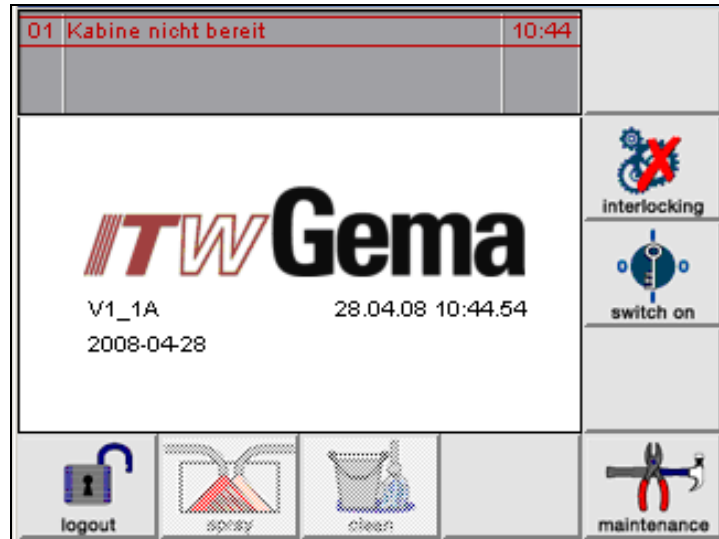 01 Kabine nicht bereit 10:44
interlocking
ITW Gema
V1_1A 28.04.08 10:44.54
2008-04-28
switch on
logout
spray
clean
maintenance